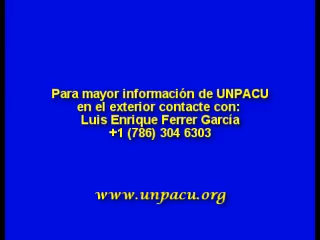 Para mayor información de UNPACU
en el exterior contacte con:
Luis Enrique Ferrer García
+1 (786) 304 6303
www.unpacu.org